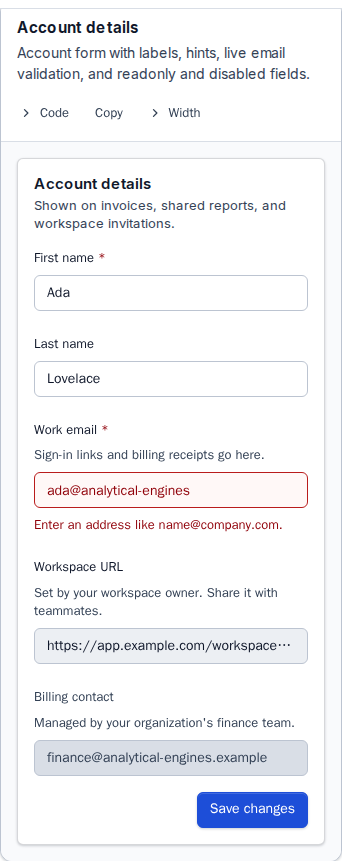 Account details
Account form with labels, hints, live email
validation, and readonly and disabled fields.
Code Copy Width
Account details
Shown on invoices, shared reports, and
workspace invitations.
First name *
Ada
Last name
Lovelace
Work email *
Sign-in links and billing receipts go here.
ada@analytical-engines
Enter an address like name@company.com.
Workspace URL
Set by your workspace owner. Share it with
teammates.
https://app.example.com/workspace···
Billing contact
Managed by your organization's finance team.
finance@analytical-engines.example
Save changes